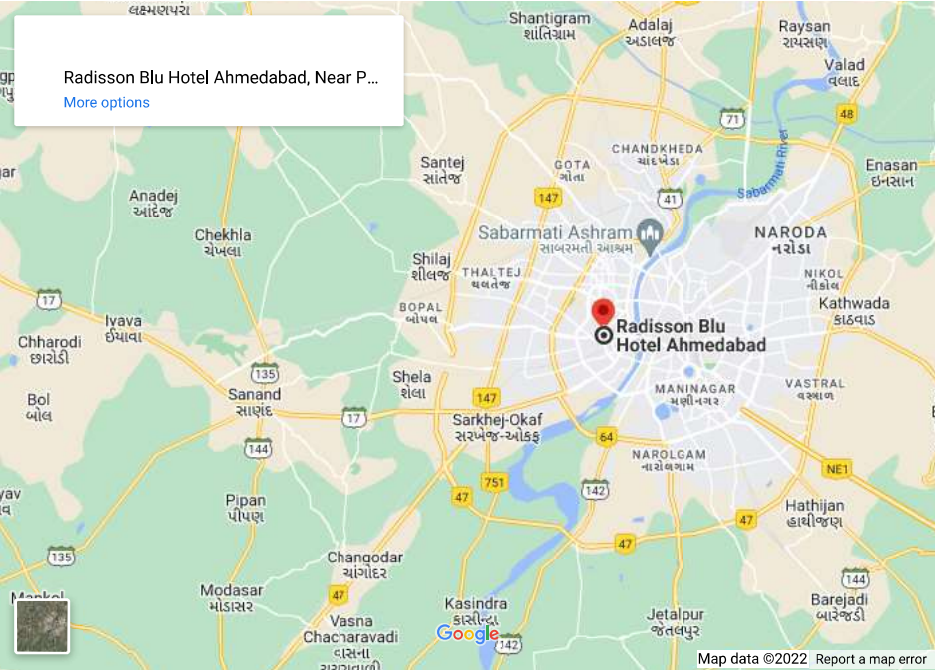 લક્ષ્મણપુરા
Radisson Blu Hotel Ahmedabad, Near P...
More options
Shantigram
શાંતિગ્રામ
Adalaj
અડાલજ
Raysan
રાયસણ
Valad
વલાદ
48
71
Sabarmati River
CHANDKHEDA
ચાંદખેડા
GOTA
ગોતા
Santej
સાંતેજ
Enasan
ઇનસાન
Anadej
આંદેજ
147
41
Chekhla
ચેખલા
Sabarmati Ashram
સાબરમતી આશ્રમ
NARODA
નરોડા
Shilaj
શીલજ
THALTEJ
થલતેજ
NIKOL
નીકોલ
17
Kathwada
કાઠવાડ
BOPAL
બોપલ
Iyava
ઈયાવા
Chharodi
છારોડી
Radisson Blu
Hotel Ahmedabad
135
Shela
શેલા
Sanand
સાણંદ
Bol
બોલ
147
MANINAGAR
મણીનગર
VASTRAL
વસ્ત્રાલ
17
Sarkhej-Okaf
સરખેજ-ઓકફ
64
144
NAROLGAM
નારોલગામ
NE1
751
47
142
Pipan
પીપણ
Hathijan
હાથીજણ
47
47
135
Changodar
ચાંગોદર
144
Modasar
મોડાસર
47
Kasindra
કાસીન્દ્રા
Barejadi
બારેજડી
Jetalpur
જેતલપુર
Vasna
Chacharavadi
વાસના
Google
142
Map data ©2022
Report a map error